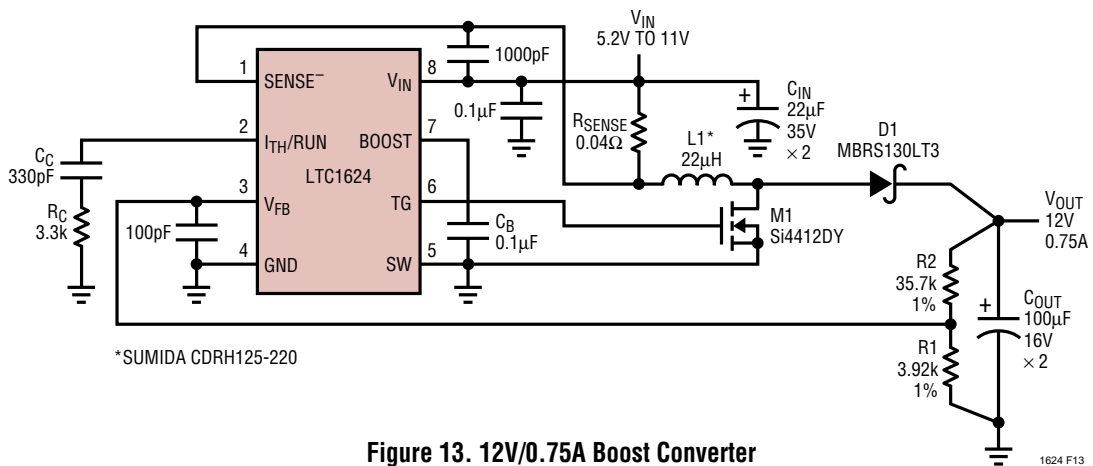 V_IN
5.2V TO 11V
1000pF
1
SENSE⁻
V_IN
8
0.1µF
R_SENSE
0.04Ω
+
C_IN
22µF
35V
× 2
2
I_TH/RUN
BOOST
7
L1*
22µH
D1
MBRS130LT3
C_C
330pF
LTC1624
R_C
3.3k
3
V_FB
TG
6
M1
Si4412DY
V_OUT
12V
0.75A
100pF
C_B
0.1µF
4
GND
SW
5
R2
35.7k
1%
+
C_OUT
100µF
16V
× 2
R1
3.92k
1%
*SUMIDA CDRH125-220
Figure 13. 12V/0.75A Boost Converter
1624 F13